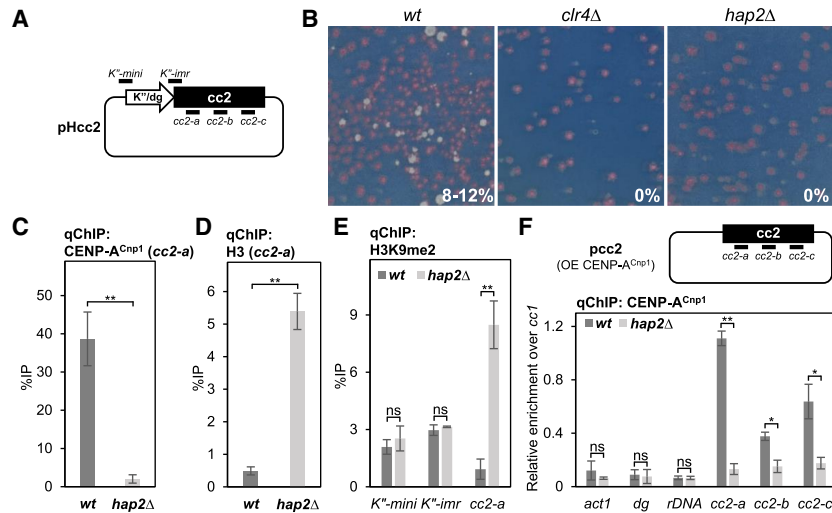 A
K"-mini K"-imr
K"/dg cc2
pHcc2
cc2-a cc2-b cc2-c
B
wt clr4Δ hap2Δ
8-12% 0% 0%
C
qChIP:
CENP-A^Cnp1 (cc2-a)
**
%IP
50
40
30
20
10
0
wt hap2Δ
D
qChIP:
H3 (cc2-a)
**
%IP
6
5
4
3
2
1
0
wt hap2Δ
E
qChIP:
H3K9me2
wt hap2Δ
**
ns ns
%IP
12
9
6
3
0
K"-mini K"-imr cc2-a
F
pcc2
(OE CENP-A^Cnp1)
cc2
cc2-a cc2-b cc2-c
qChIP: CENP-A^Cnp1
wt hap2Δ
Relative enrichment over cc1
1.2
0.8
0.4
0
ns ns ns ** * *
act1 dg rDNA cc2-a cc2-b cc2-c